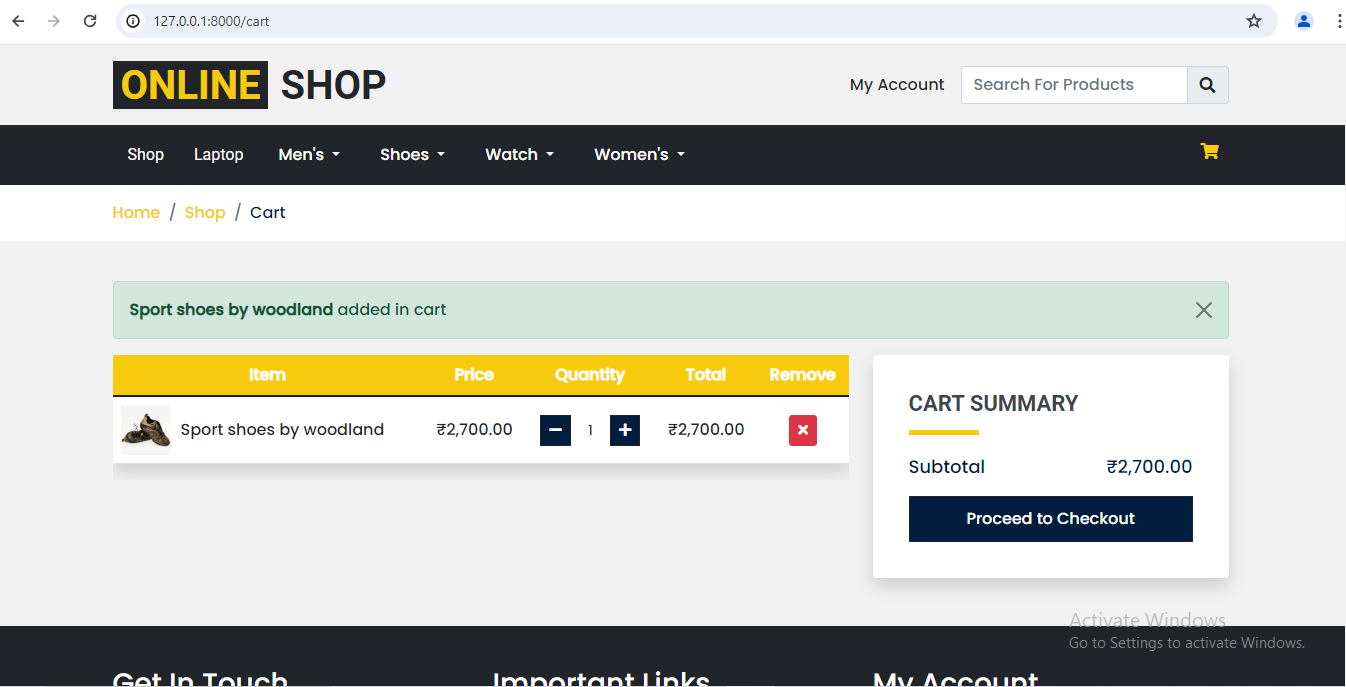 127.0.0.1:8000/cart
ONLINE SHOP
My Account
Search For Products
Shop Laptop Men's Shoes Watch Women's
Home / Shop / Cart
Sport shoes by woodland added in cart
Item Price Quantity Total Remove
Sport shoes by woodland ₹2,700.00 1 ₹2,700.00
CART SUMMARY
Subtotal ₹2,700.00
Proceed to Checkout
Activate Windows
Go to Settings to activate Windows.
Get In Touch Important Links My Account